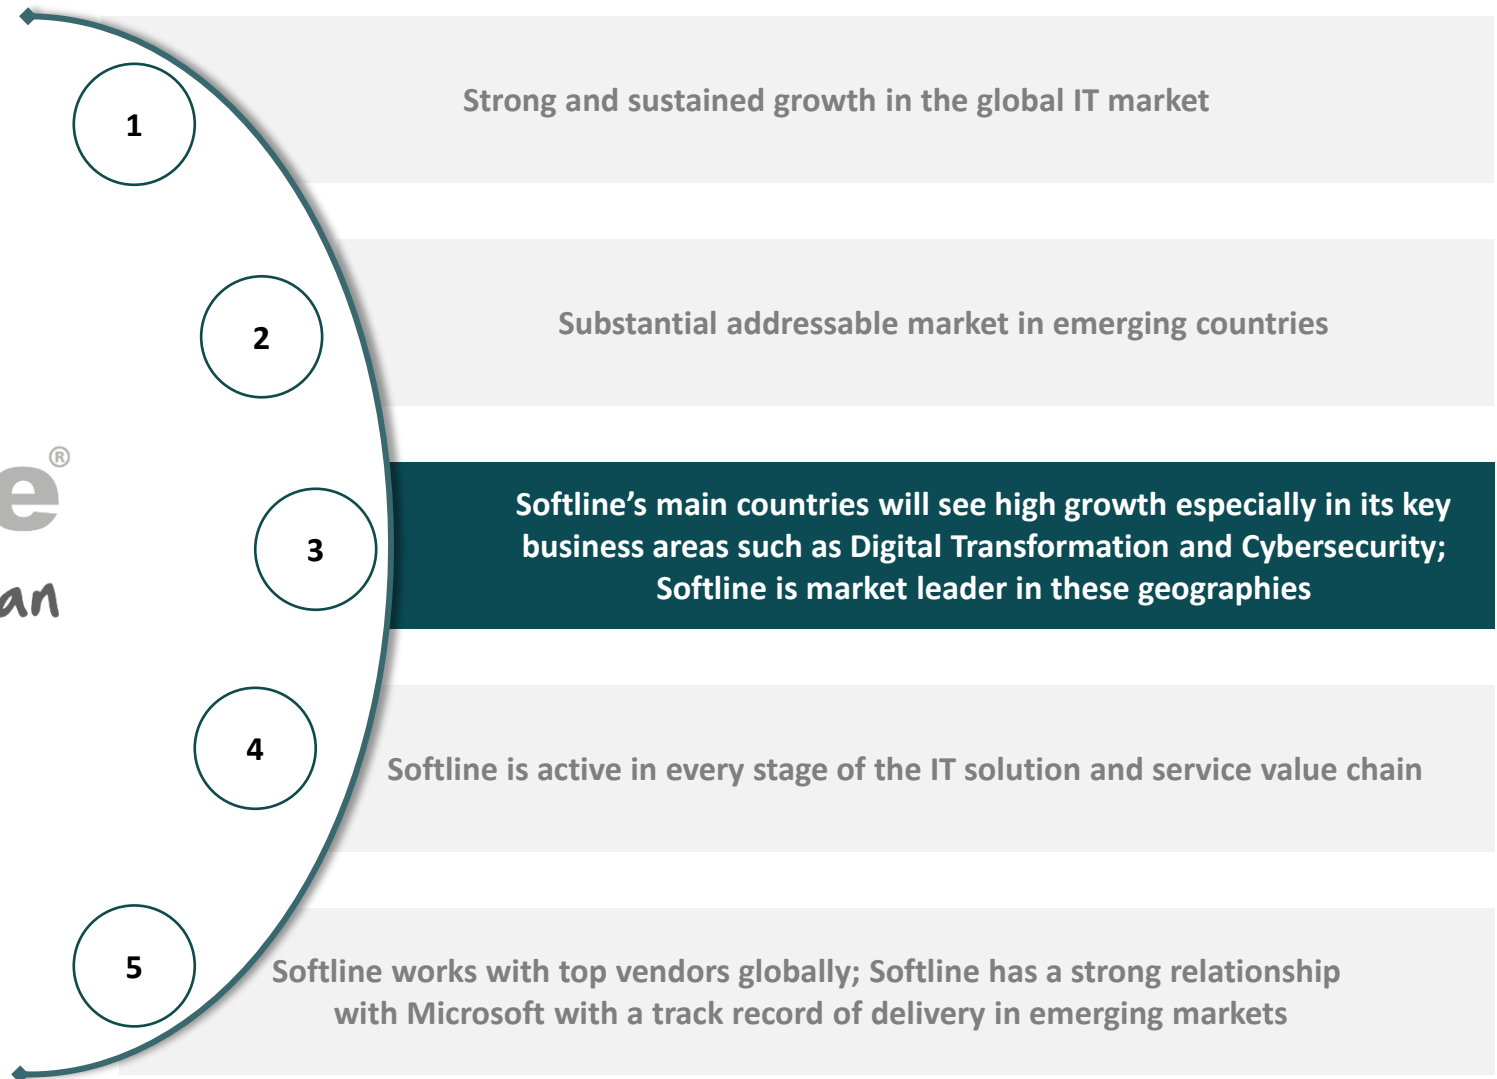 1
Strong and sustained growth in the global IT market
2
Substantial addressable market in emerging countries
e®
an
3
Softline’s main countries will see high growth especially in its key
business areas such as Digital Transformation and Cybersecurity;
Softline is market leader in these geographies
4
Softline is active in every stage of the IT solution and service value chain
5
Softline works with top vendors globally; Softline has a strong relationship
with Microsoft with a track record of delivery in emerging markets